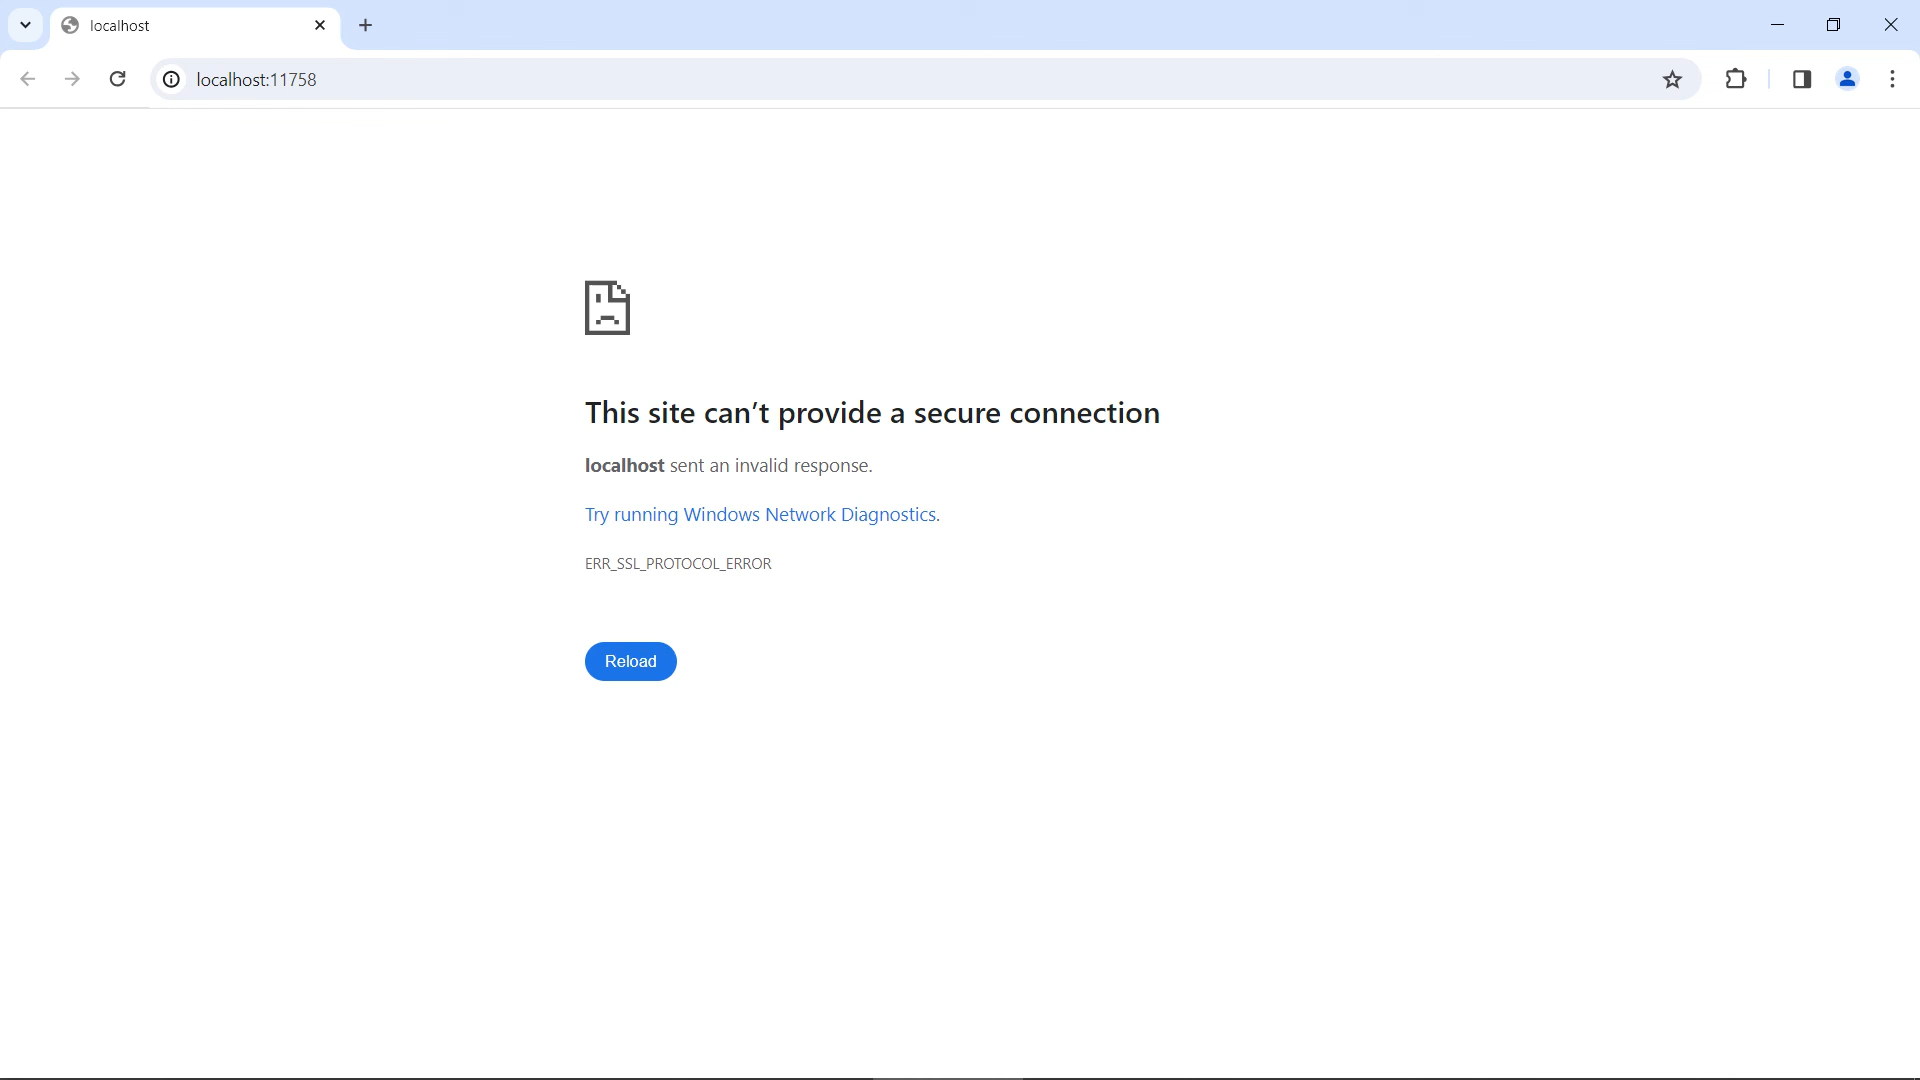 localhost
localhost:11758
This site can’t provide a secure connection
localhost sent an invalid response.
Try running Windows Network Diagnostics.
ERR_SSL_PROTOCOL_ERROR
Reload